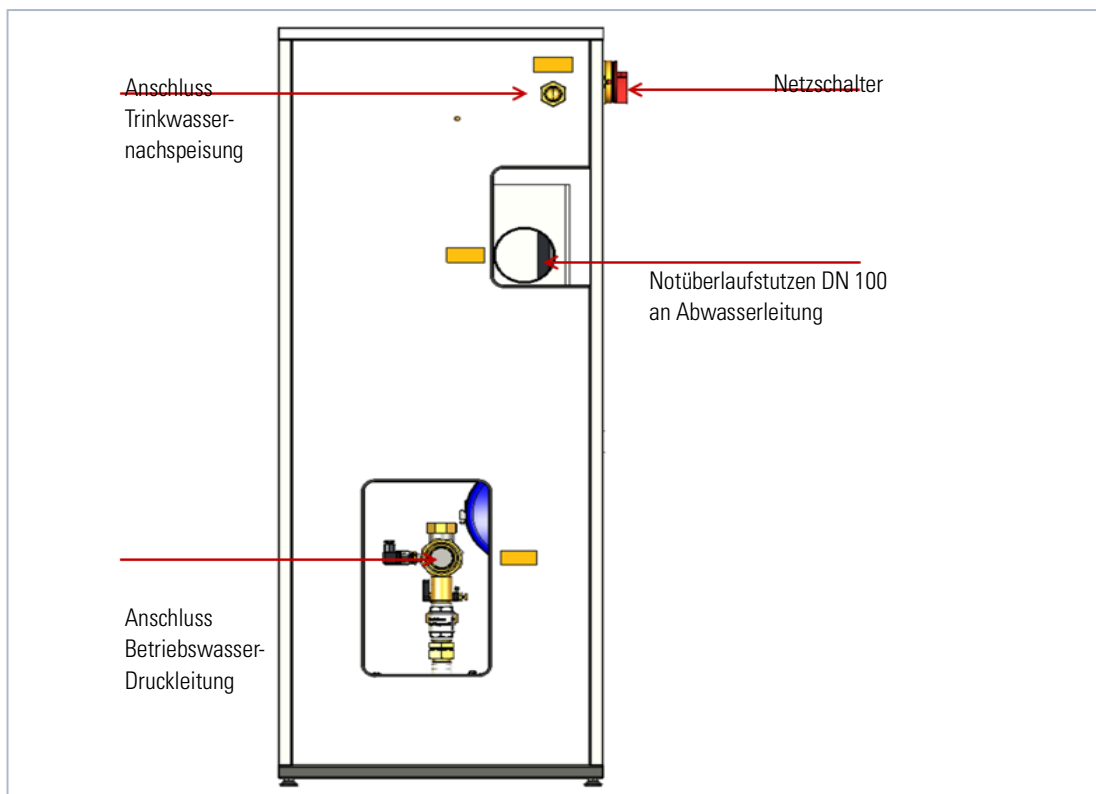 Anschluss
Trinkwasser-
nachspeisung
Netzschalter
Notüberlaufstutzen DN 100
an Abwasserleitung
Anschluss
Betriebswasser-
Druckleitung